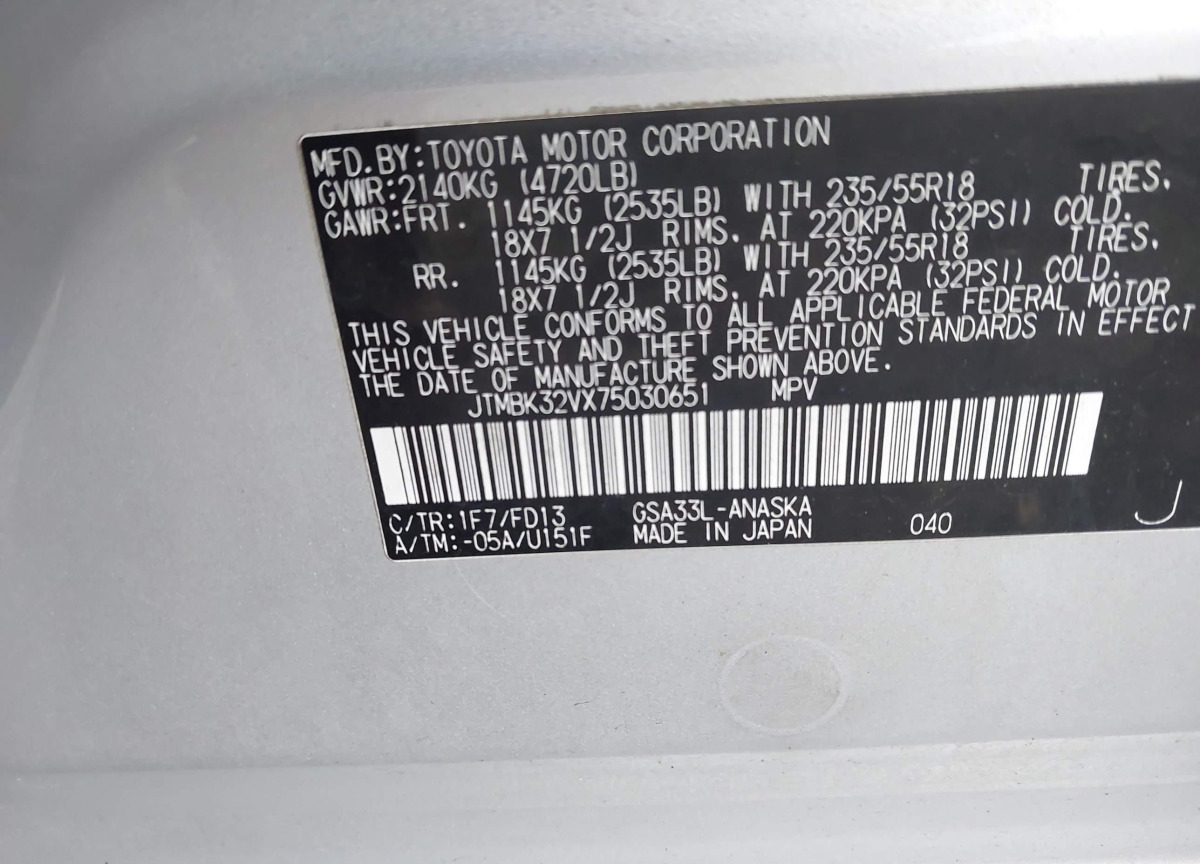 MFD. BY: TOYOTA MOTOR CORPORATION
GVWR: 2140KG (4720LB)
GAWR: FRT. 1145KG (2535LB) WITH 235/55R18 TIRES.
18X7 1/2J RIMS. AT 220KPA (32PSI) COLD.
RR. 1145KG (2535LB) WITH 235/55R18 TIRES.
18X7 1/2J RIMS. AT 220KPA (32PSI) COLD.
THIS VEHICLE CONFORMS TO ALL APPLICABLE FEDERAL MOTOR
VEHICLE SAFETY AND THEFT PREVENTION STANDARDS IN EFFECT
THE DATE OF MANUFACTURE SHOWN ABOVE.
JTMBK32VX75030651 MPV
C/TR: 1F7/FD13 GSA33L-ANASKA
A/TM: -05A/U151F MADE IN JAPAN 040 J